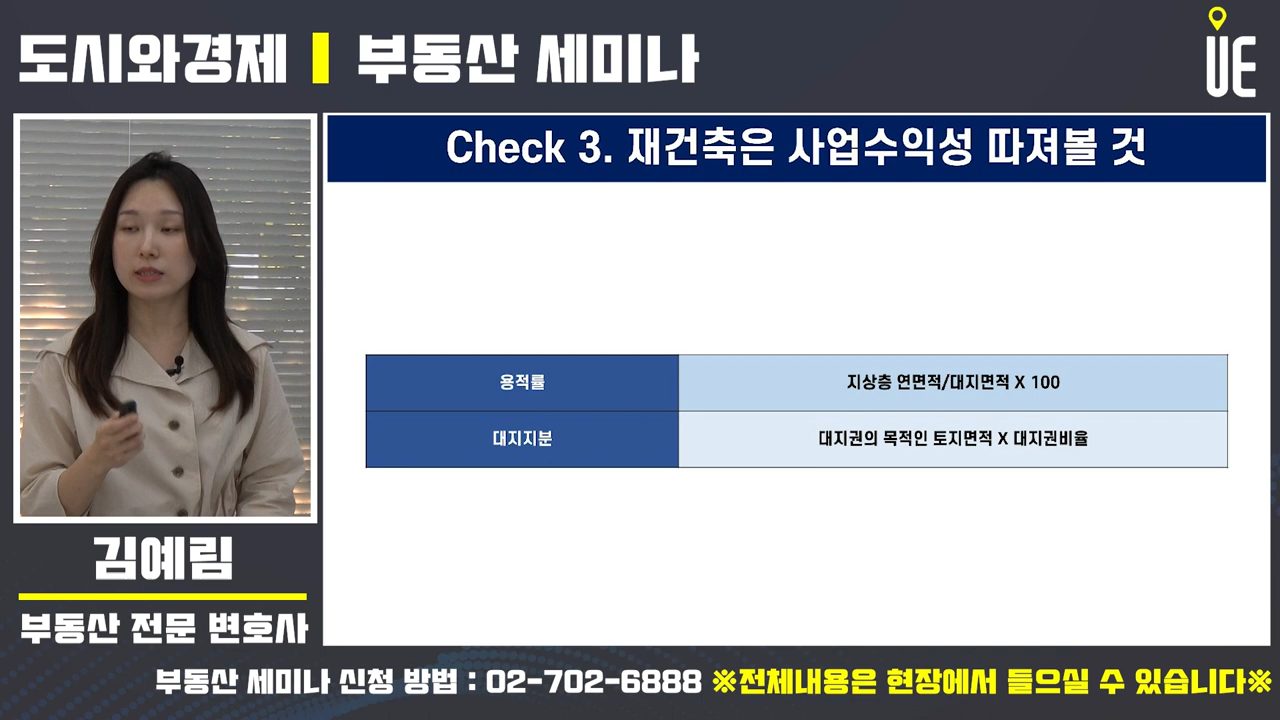 도시와경제 부동산 세미나
UE
Check 3. 재건축은 사업수익성 따져볼 것
용적률 지상층 연면적/대지면적 X 100
대지지분 대지권의 목적인 토지면적 X 대지권비율
김예림
부동산 전문 변호사
부동산 세미나 신청 방법 : 02-702-6888 ※전체내용은 현장에서 들으실 수 있습니다※